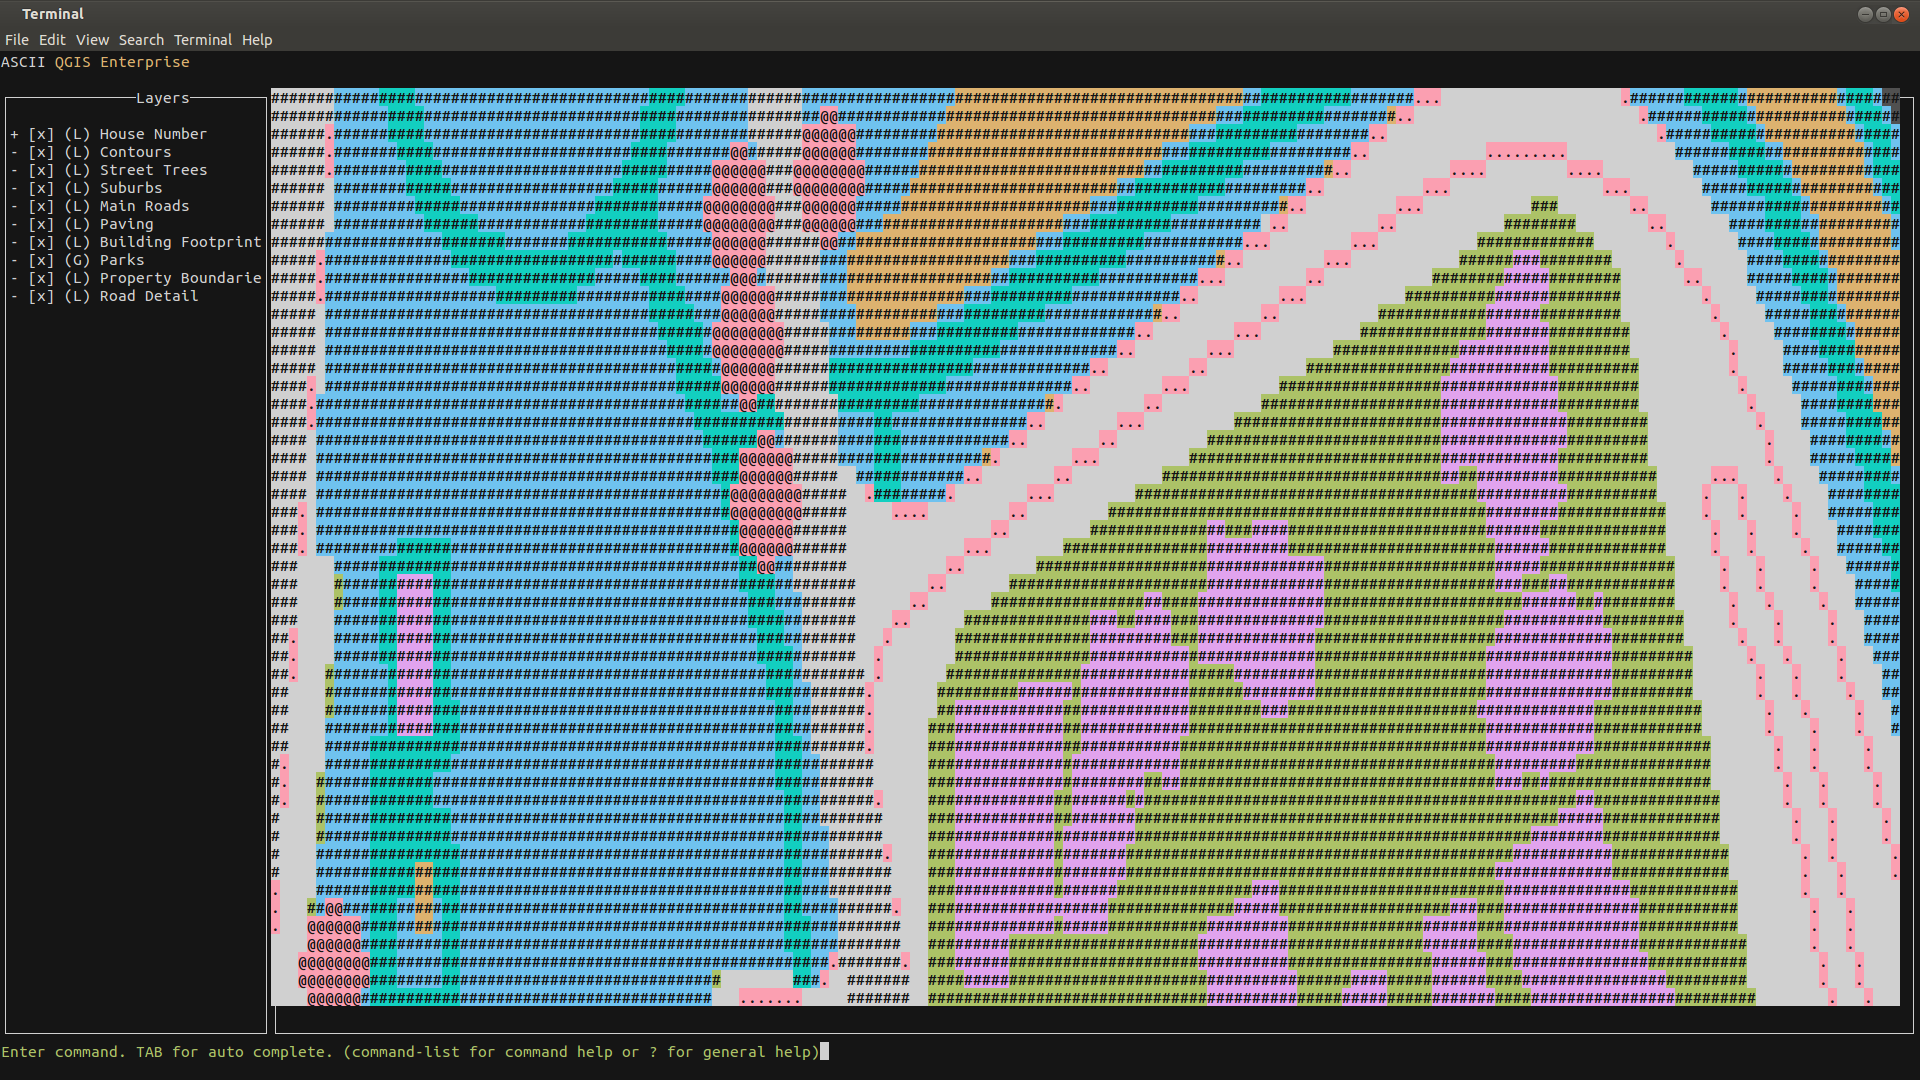 Terminal
File Edit View Search Terminal Help
ASCII QGIS Enterprise
Layers
+ [x] (L) House Number
- [x] (L) Contours
- [x] (L) Street Trees
- [x] (L) Suburbs
- [x] (L) Main Roads
- [x] (L) Paving
- [x] (L) Building Footprint
- [x] (G) Parks
- [x] (L) Property Boundarie
- [x] (L) Road Detail
Enter command. TAB for auto complete. (command-list for command help or ? for general help)